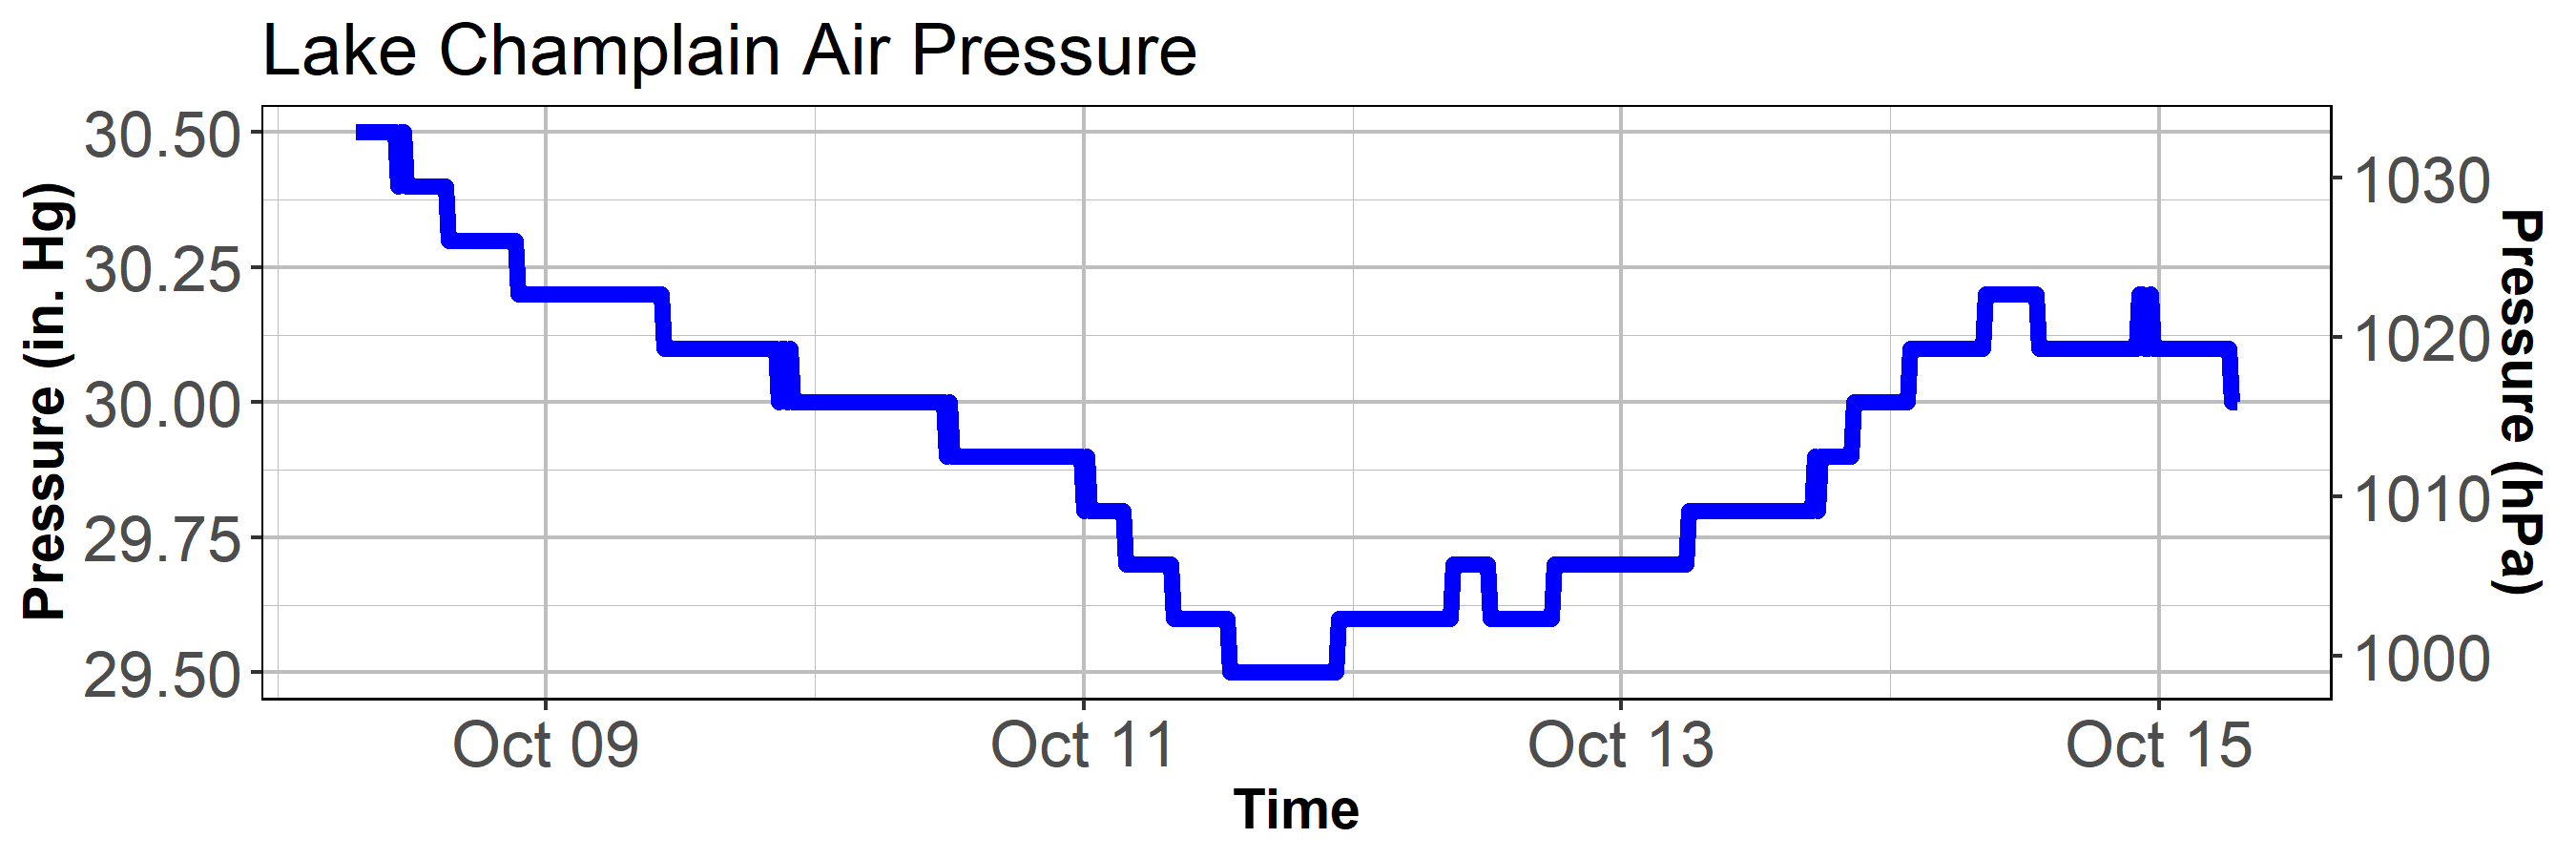 Lake Champlain Air Pressure
Pressure (in. Hg)
30.50
30.25
30.00
29.75
29.50
1030
1020
1010
1000
Pressure (hPa)
Oct 09 Oct 11 Oct 13 Oct 15
Time